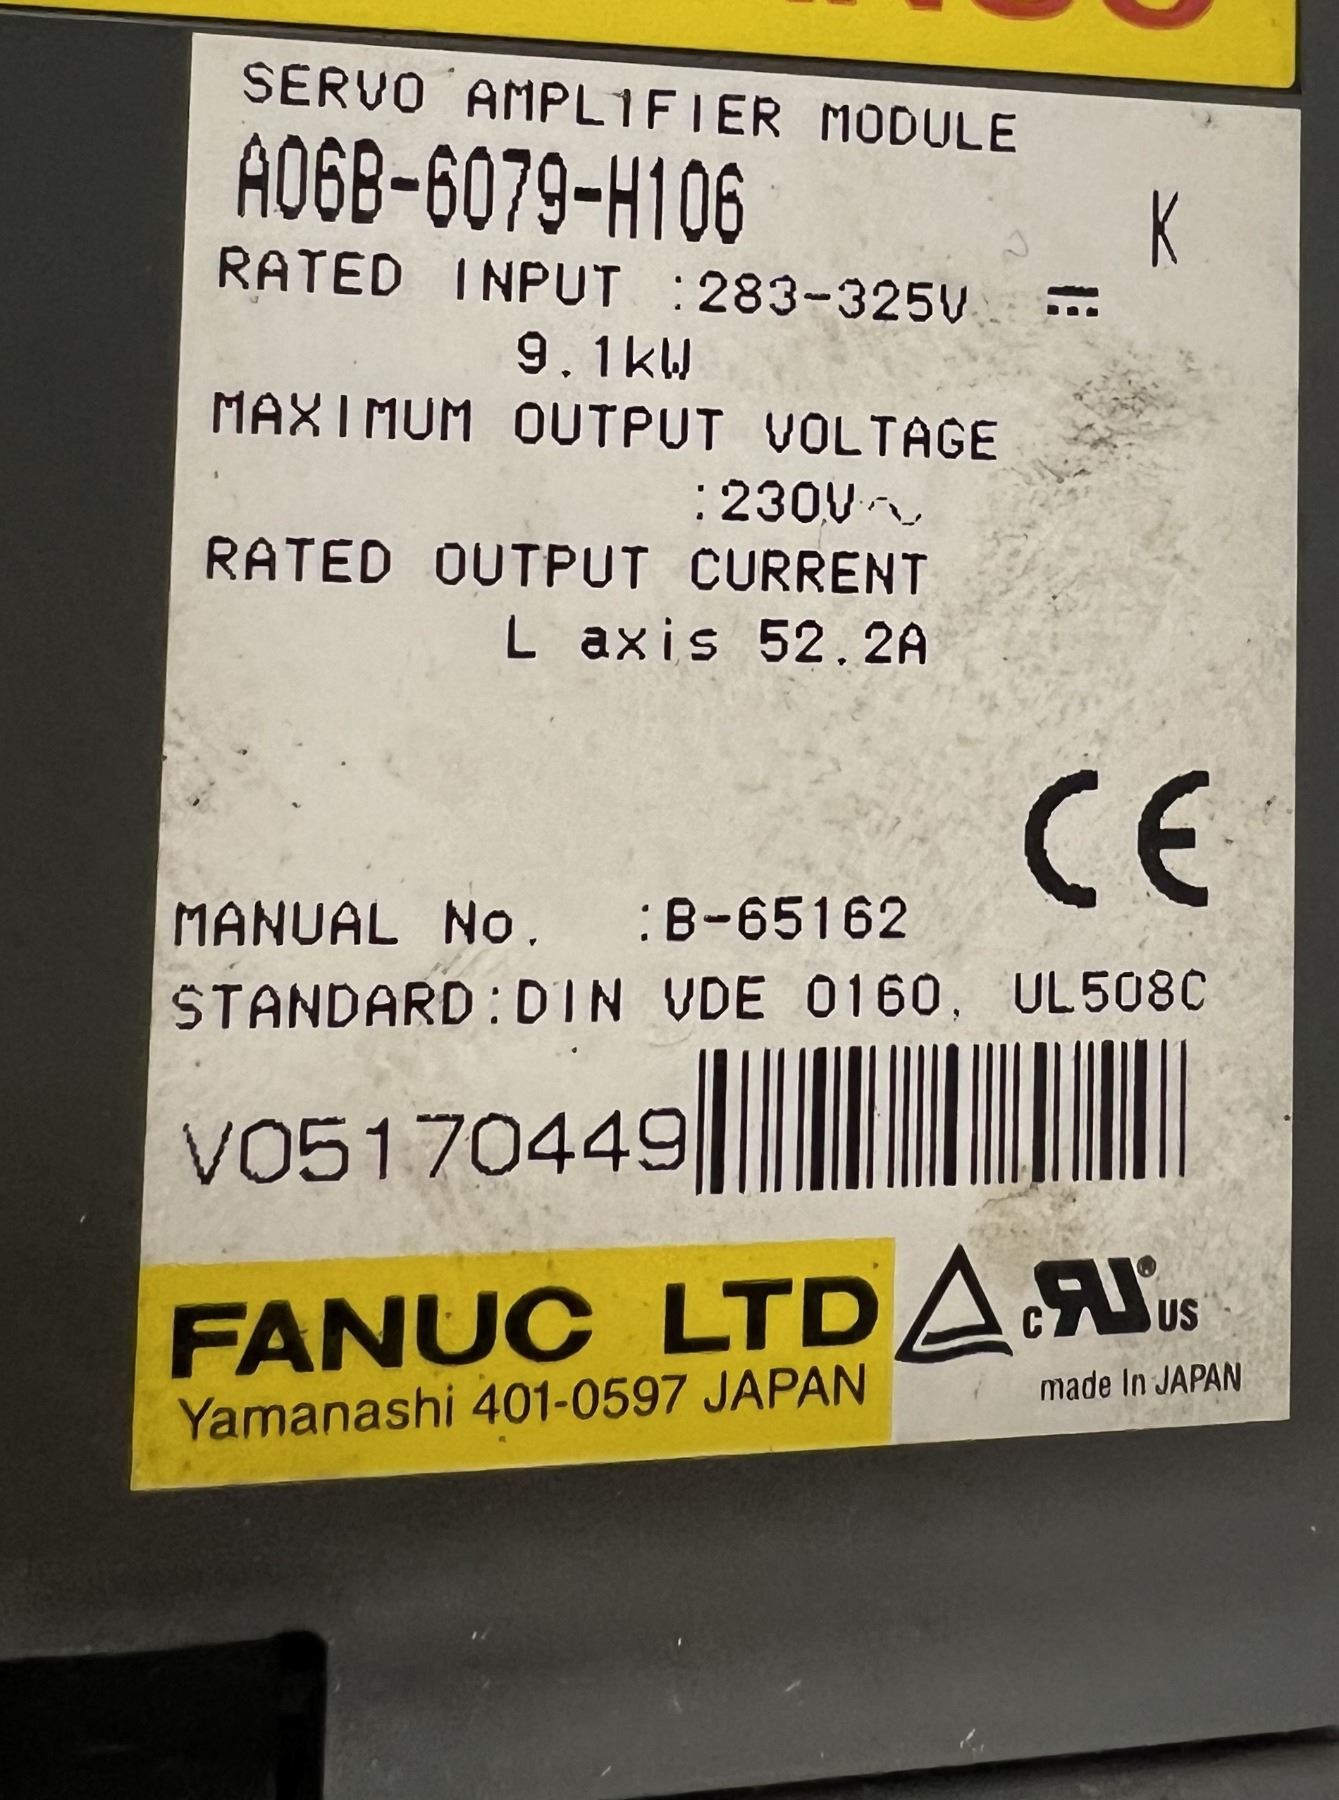 SERVO AMPLIFIER MODULE
A06B-6079-H106
K
RATED INPUT :283-325V ⎓
9.1kW
MAXIMUM OUTPUT VOLTAGE
:230V~
RATED OUTPUT CURRENT
L axis 52.2A
CE
MANUAL No. :B-65162
STANDARD:DIN VDE 0160, UL508C
V05170449
FANUC LTD
Yamanashi 401-0597 JAPAN
c RU ® US
made In JAPAN